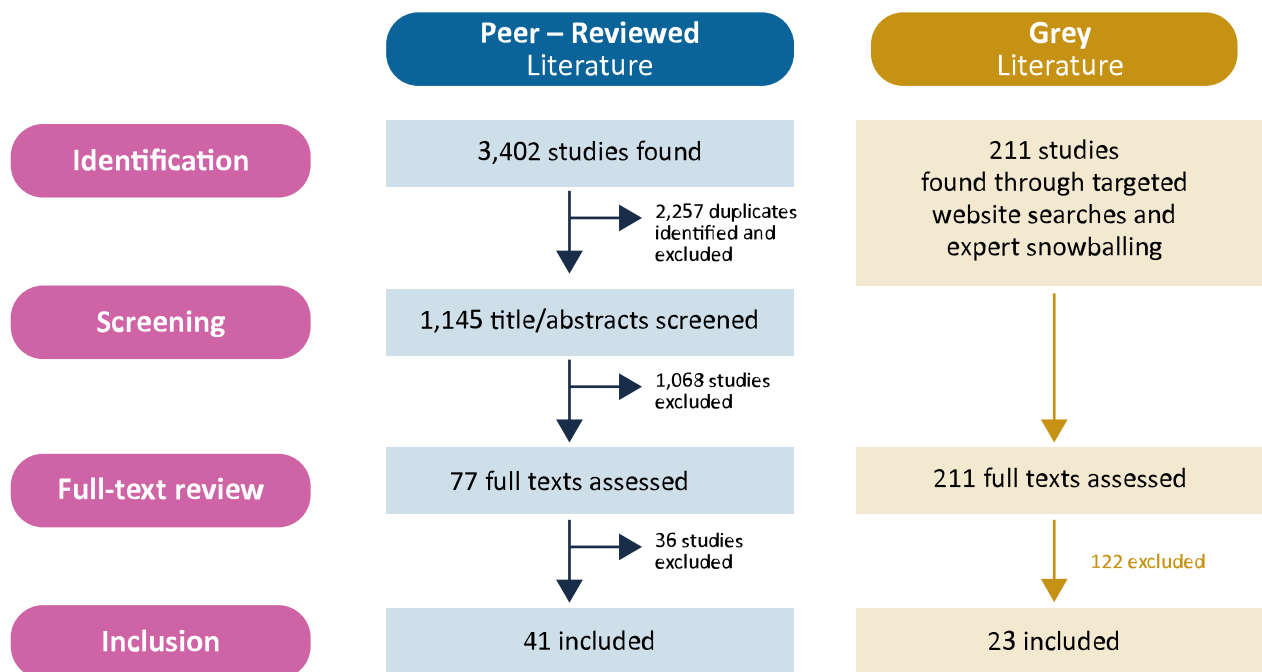 Peer – Reviewed
Literature
Grey
Literature
Identification
3,402 studies found
2,257 duplicates
identified and
excluded
211 studies
found through targeted
website searches and
expert snowballing
Screening
1,145 title/abstracts screened
1,068 studies
excluded
Full-text review
77 full texts assessed
211 full texts assessed
36 studies
excluded
122 excluded
Inclusion
41 included
23 included